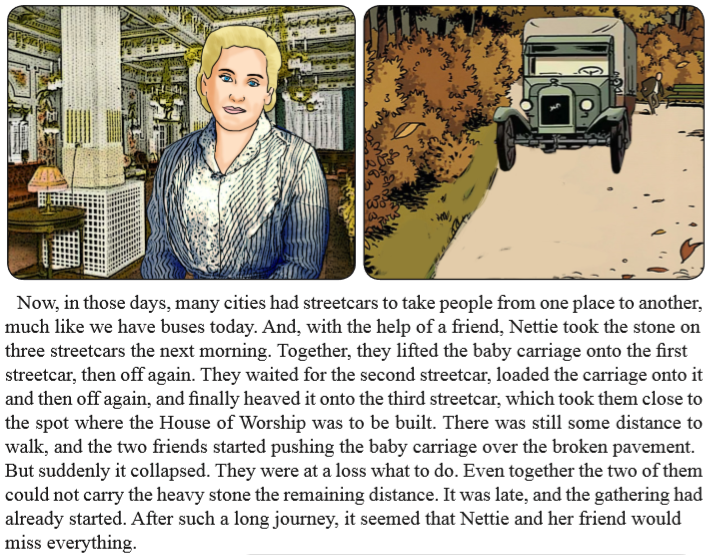 Now, in those days, many cities had streetcars to take people from one place to another,
much like we have buses today. And, with the help of a friend, Nettie took the stone on
three streetcars the next morning. Together, they lifted the baby carriage onto the first
streetcar, then off again. They waited for the second streetcar, loaded the carriage onto it
and then off again, and finally heaved it onto the third streetcar, which took them close to
the spot where the House of Worship was to be built. There was still some distance to
walk, and the two friends started pushing the baby carriage over the broken pavement.
But suddenly it collapsed. They were at a loss what to do. Even together the two of them
could not carry the heavy stone the remaining distance. It was late, and the gathering had
already started. After such a long journey, it seemed that Nettie and her friend would
miss everything.